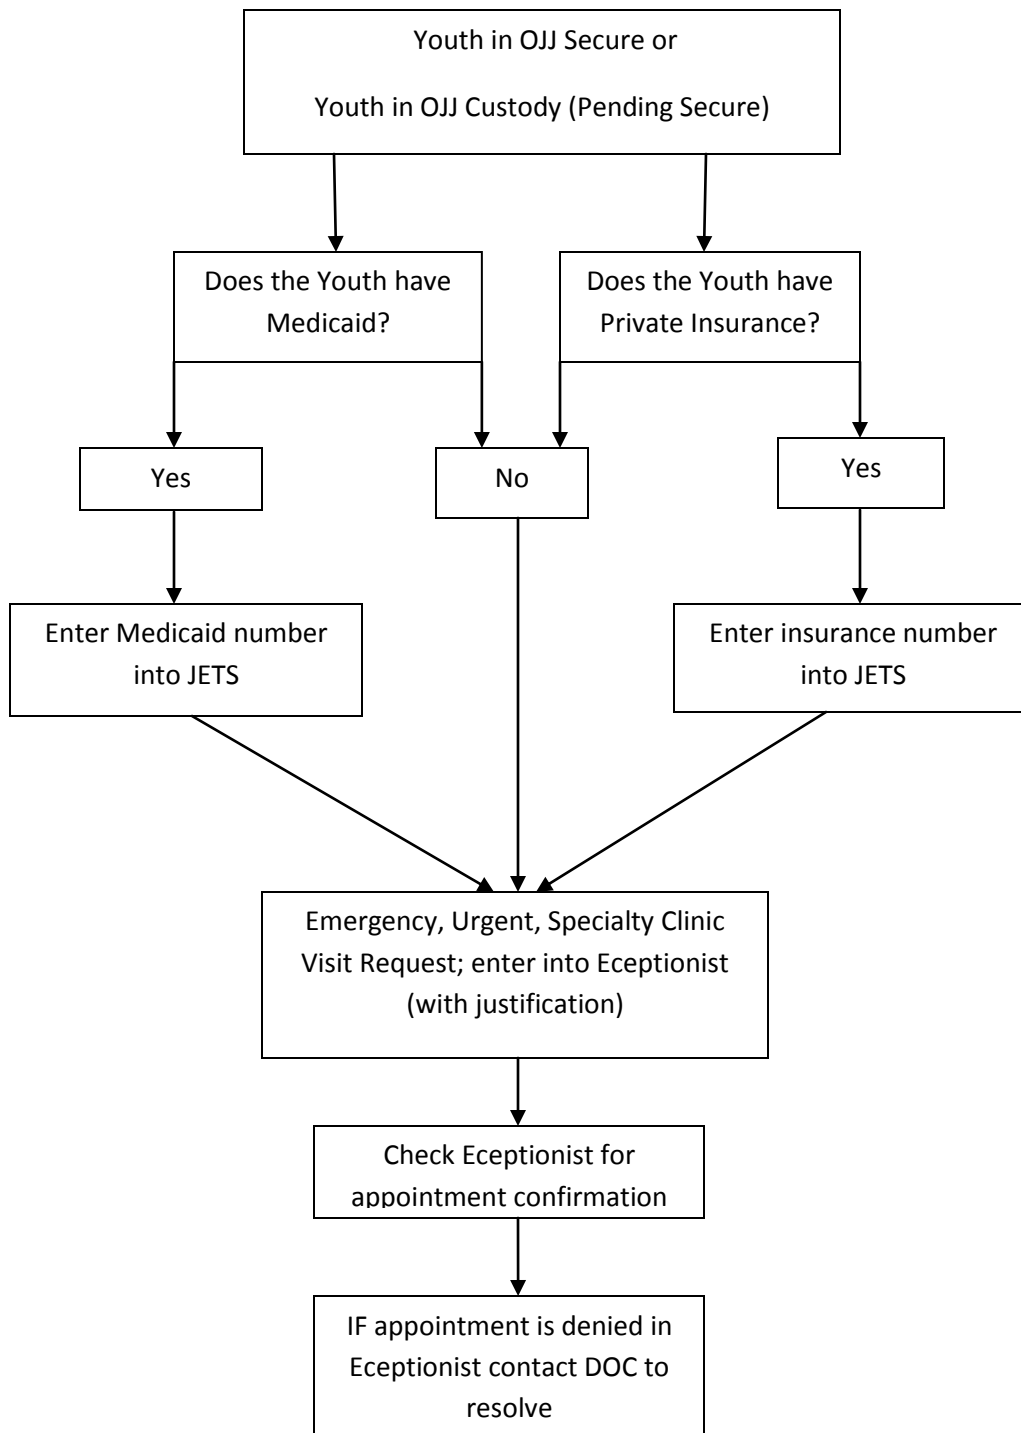 Youth in OJJ Secure or
Youth in OJJ Custody (Pending Secure)
Does the Youth have
Medicaid?
Does the Youth have
Private Insurance?
Yes
No
Yes
Enter Medicaid number
into JETS
Enter insurance number
into JETS
Emergency, Urgent, Specialty Clinic
Visit Request; enter into Eceptionist
(with justification)
Check Eceptionist for
appointment confirmation
IF appointment is denied in
Eceptionist contact DOC to
resolve